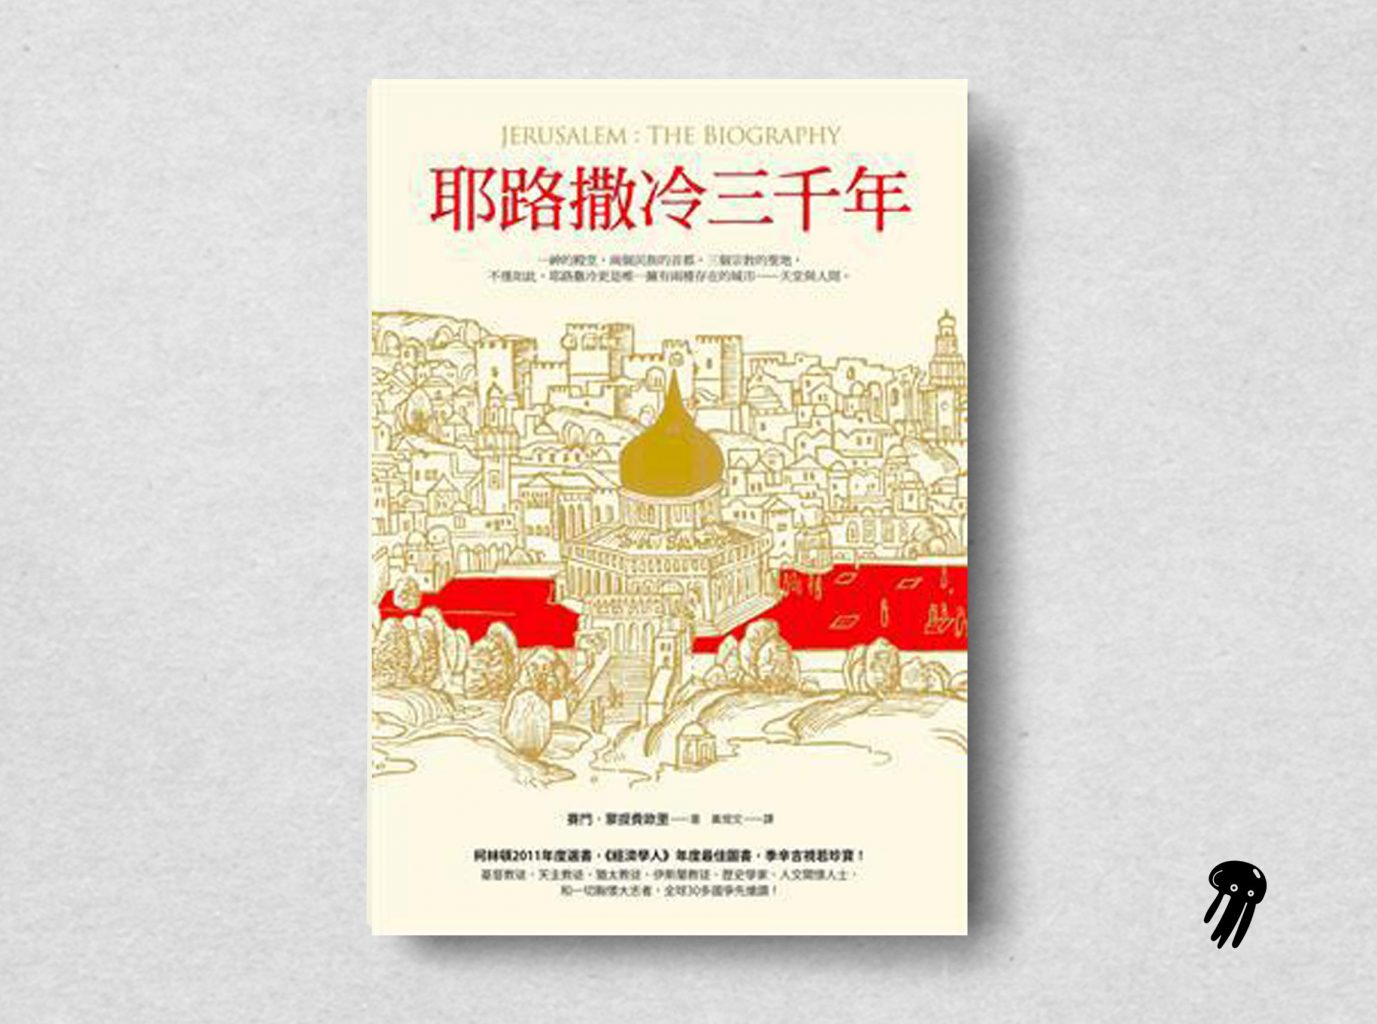 JERUSALEM : THE BIOGRAPHY
耶路撒冷三千年
一神的殿堂，兩個民族的首都，三個宗教的聖地，
不僅如此，耶路撒冷更是唯一擁有兩種存在的城市——天堂與人間。
賽門．蒙提費歐里——著 黃煜文——譯
柯林頓2011年度選書，《經濟學人》年度最佳圖書，季辛吉視若珍寶！
基督教徒、天主教徒、猶太教徒、伊斯蘭教徒、歷史學家、人文關懷人士，
和一切胸懷大志者，全球30多國爭先搶讀！